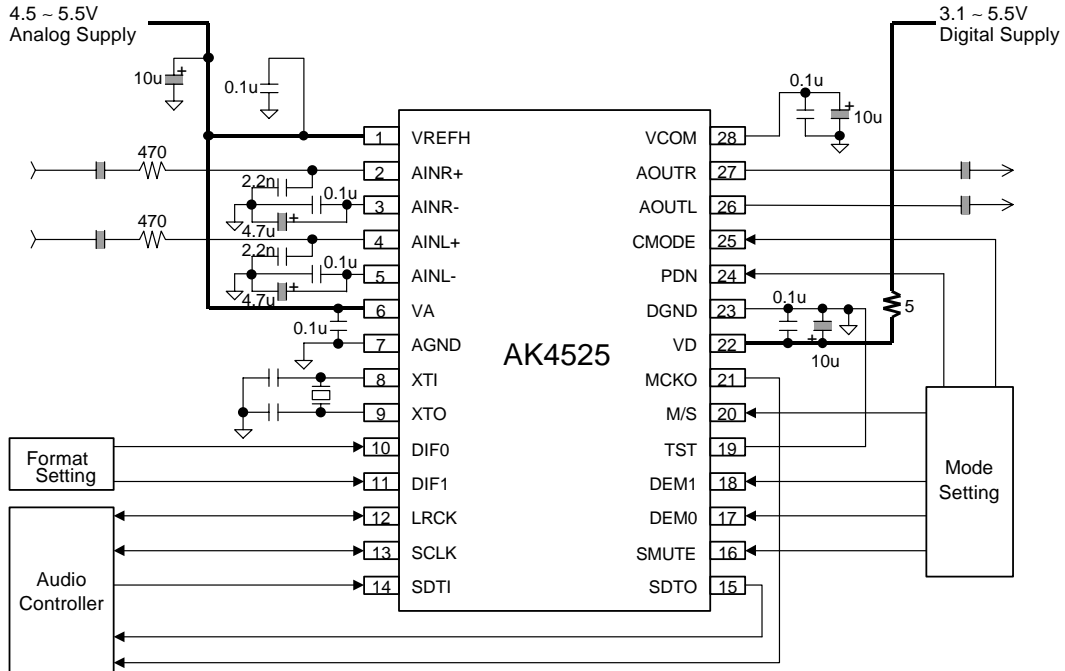 4.5 ~ 5.5V
Analog Supply
3.1 ~ 5.5V
Digital Supply
10u
0.1u
0.1u
10u
1 VREFH
VCOM 28
470
2 AINR+
AOUTR 27
2.2n
0.1u
3 AINR-
AOUTL 26
4.7u
470
4 AINL+
CMODE 25
2.2n
0.1u
5 AINL-
PDN 24
4.7u
6 VA
DGND 23
0.1u
5
0.1u
7 AGND
AK4525
VD 22
10u
8 XTI
MCKO 21
9 XTO
M/S 20
10 DIF0
TST 19
Format
Setting
11 DIF1
DEM1 18
Mode
Setting
12 LRCK
DEM0 17
13 SCLK
SMUTE 16
Audio
Controller
14 SDTI
SDTO 15
+
+
+
+
+